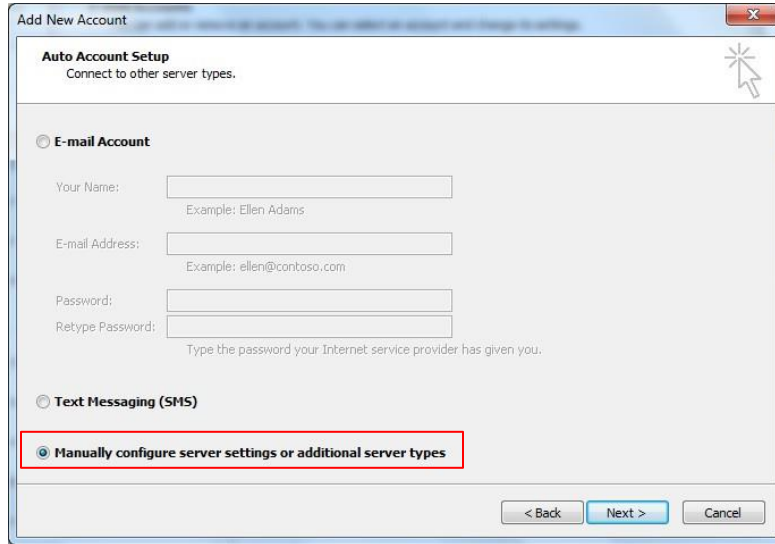 Add New Account
Auto Account Setup
Connect to other server types.
E-mail Account
Your Name:
Example: Ellen Adams
E-mail Address:
Example: ellen@contoso.com
Password:
Retype Password:
Type the password your Internet service provider has given you.
Text Messaging (SMS)
Manually configure server settings or additional server types
< Back Next > Cancel